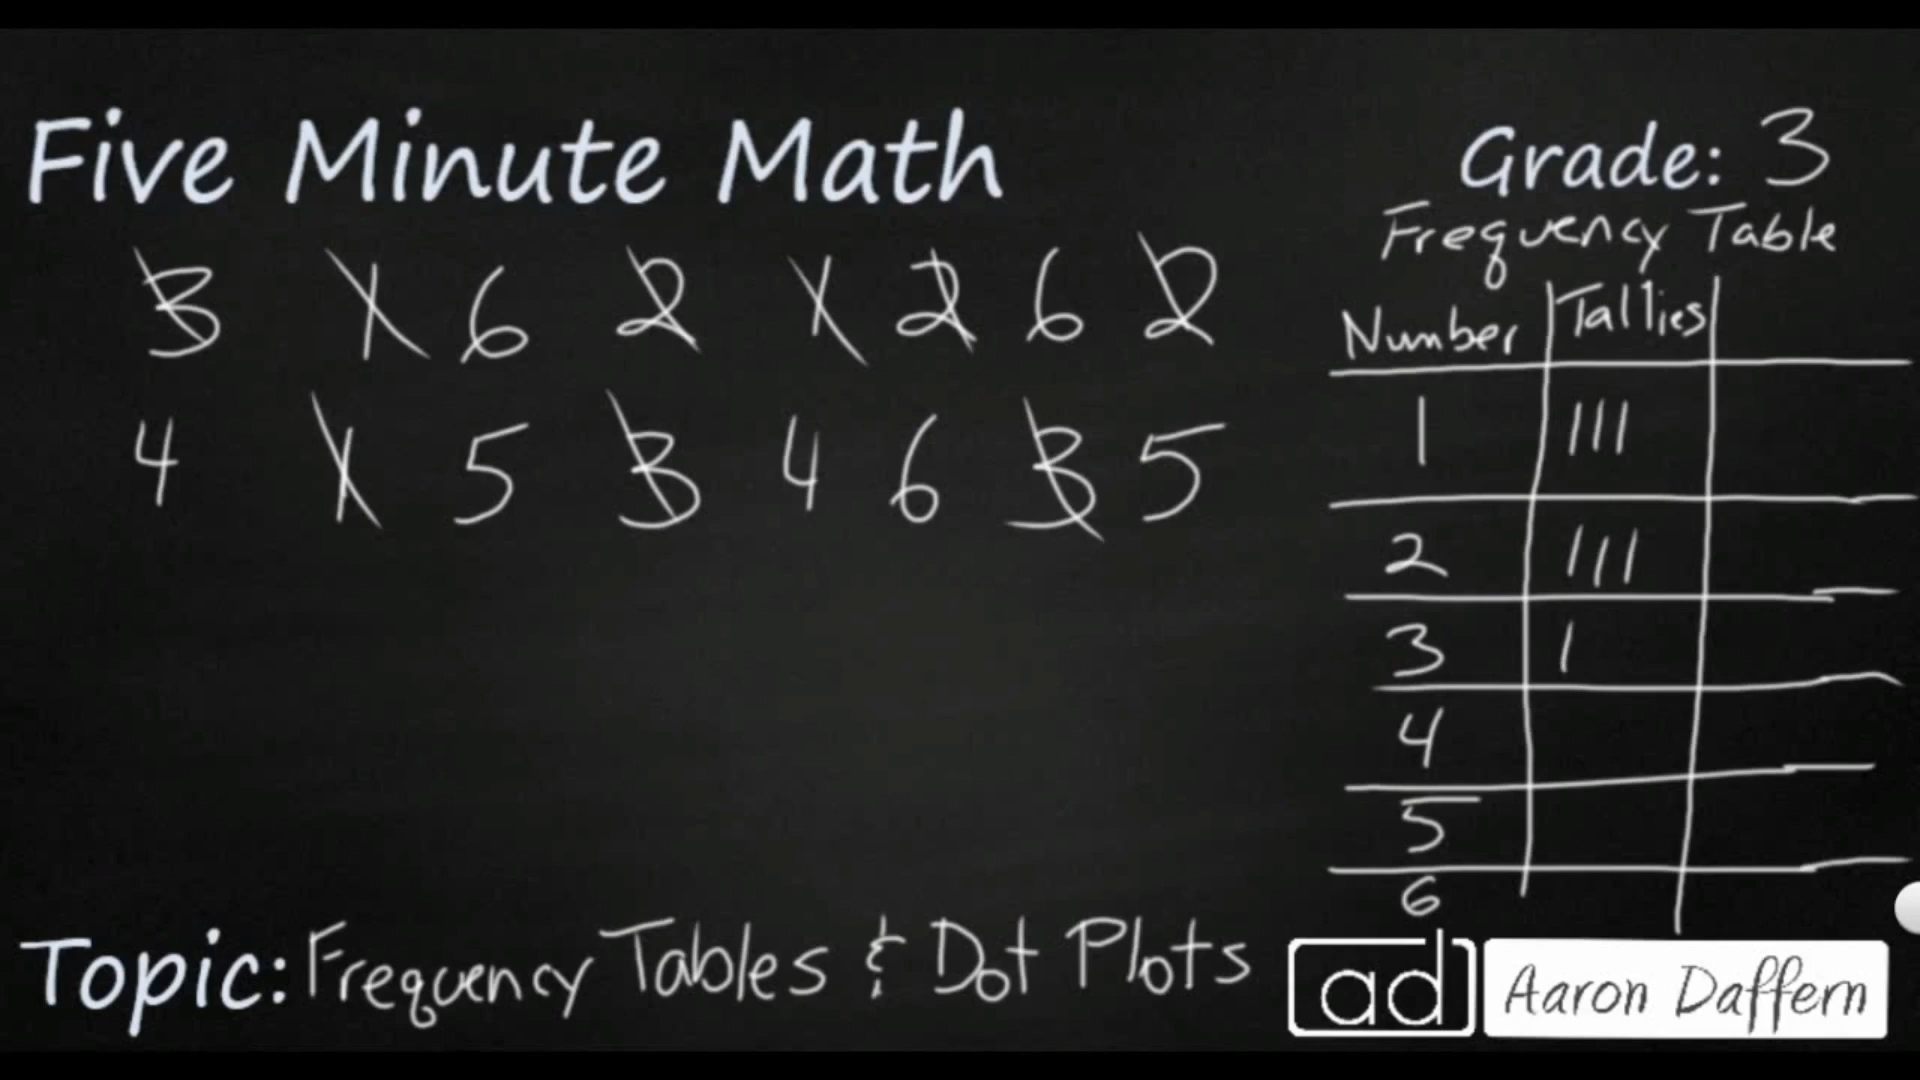 Five Minute Math
Grade: 3
3 1 6 2 1 2 6 2
4 1 5 3 4 6 3 5
Frequency Table
Number Tallies
1 |||
2 |||
3 |
4
5
6
Topic: Frequency Tables & Dot Plots
ad Aaron Daffern